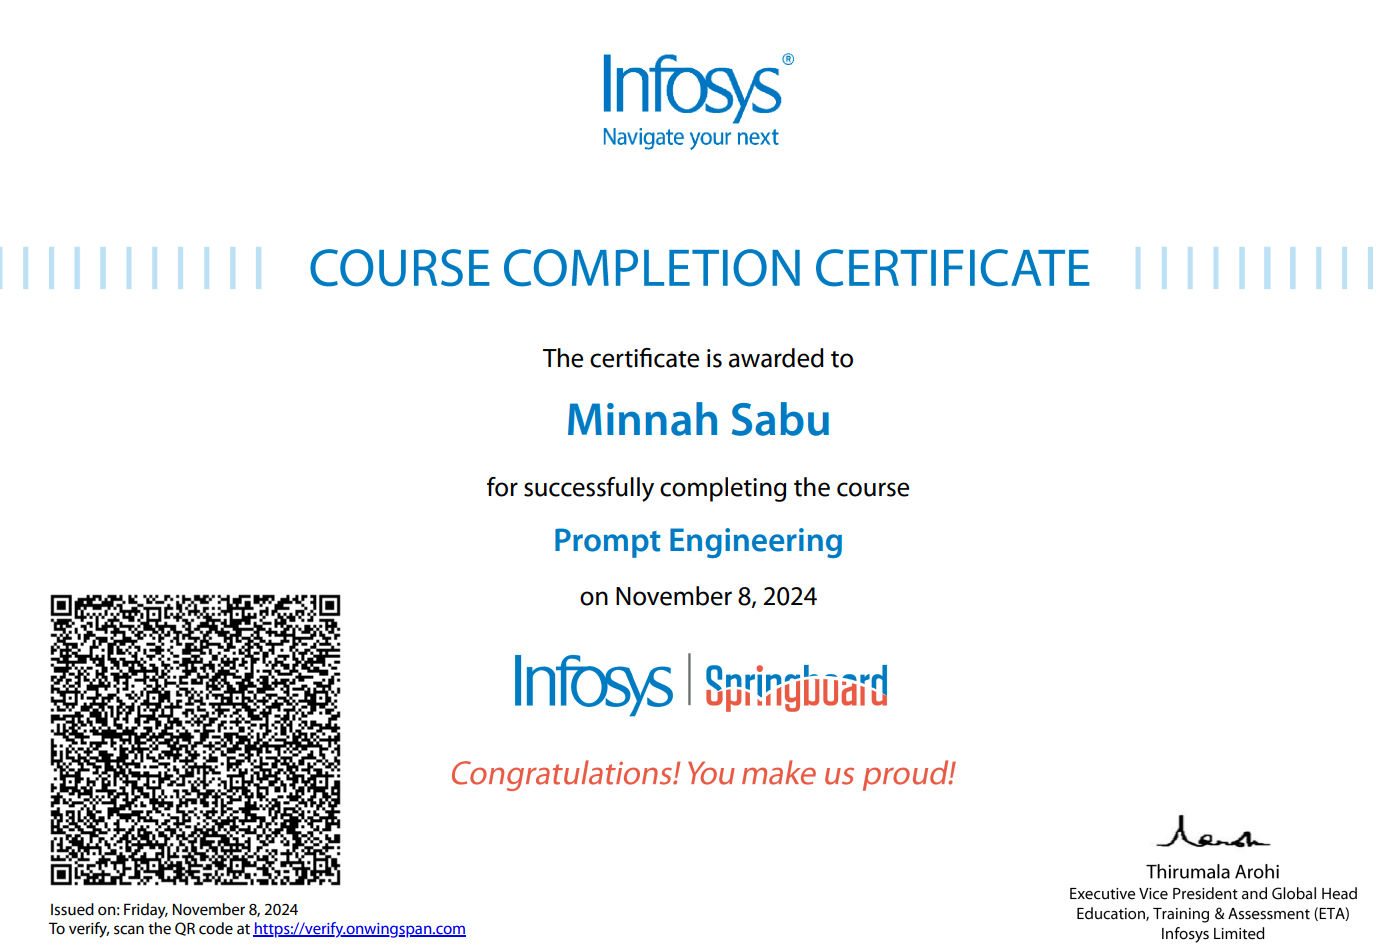 Infosys®
Navigate your next
COURSE COMPLETION CERTIFICATE
The certificate is awarded to
Minnah Sabu
for successfully completing the course
Prompt Engineering
on November 8, 2024
Infosys | Springboard
Congratulations! You make us proud!
Issued on: Friday, November 8, 2024
To verify, scan the QR code at https://verify.onwingspan.com
Thirumala Arohi
Executive Vice President and Global Head
Education, Training & Assessment (ETA)
Infosys Limited